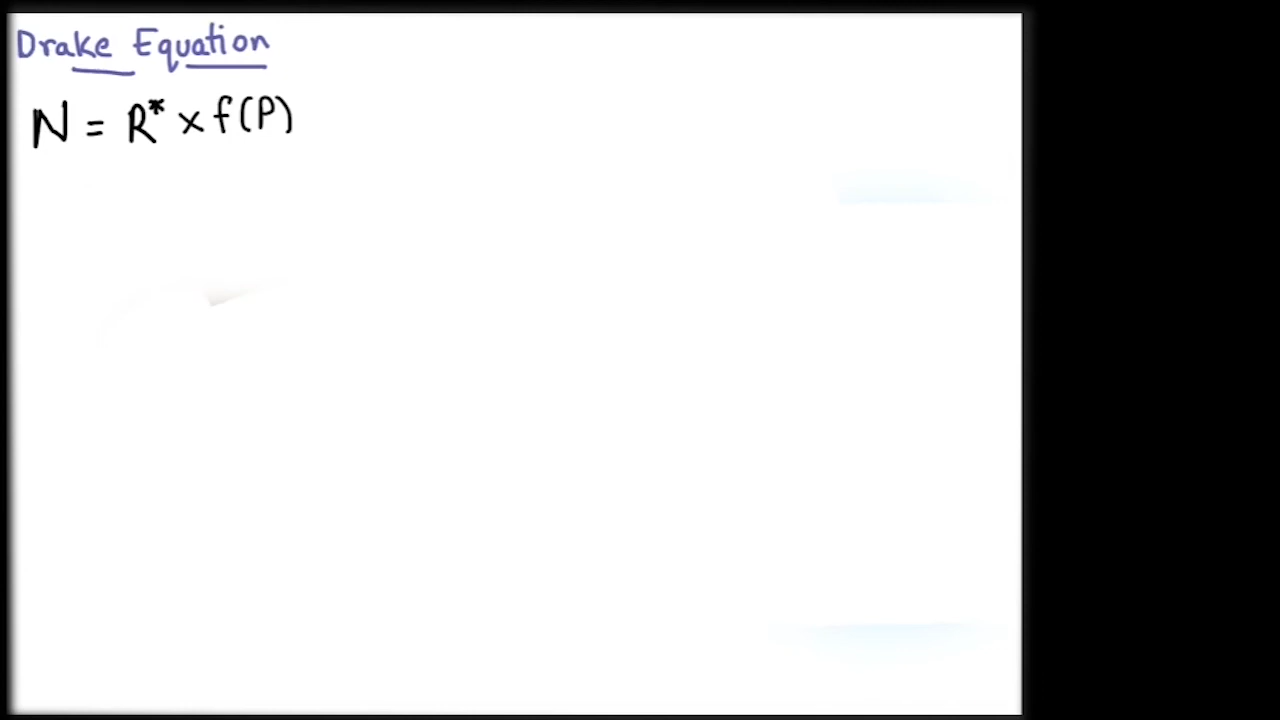 Drake Equation
N = R* x f(P)